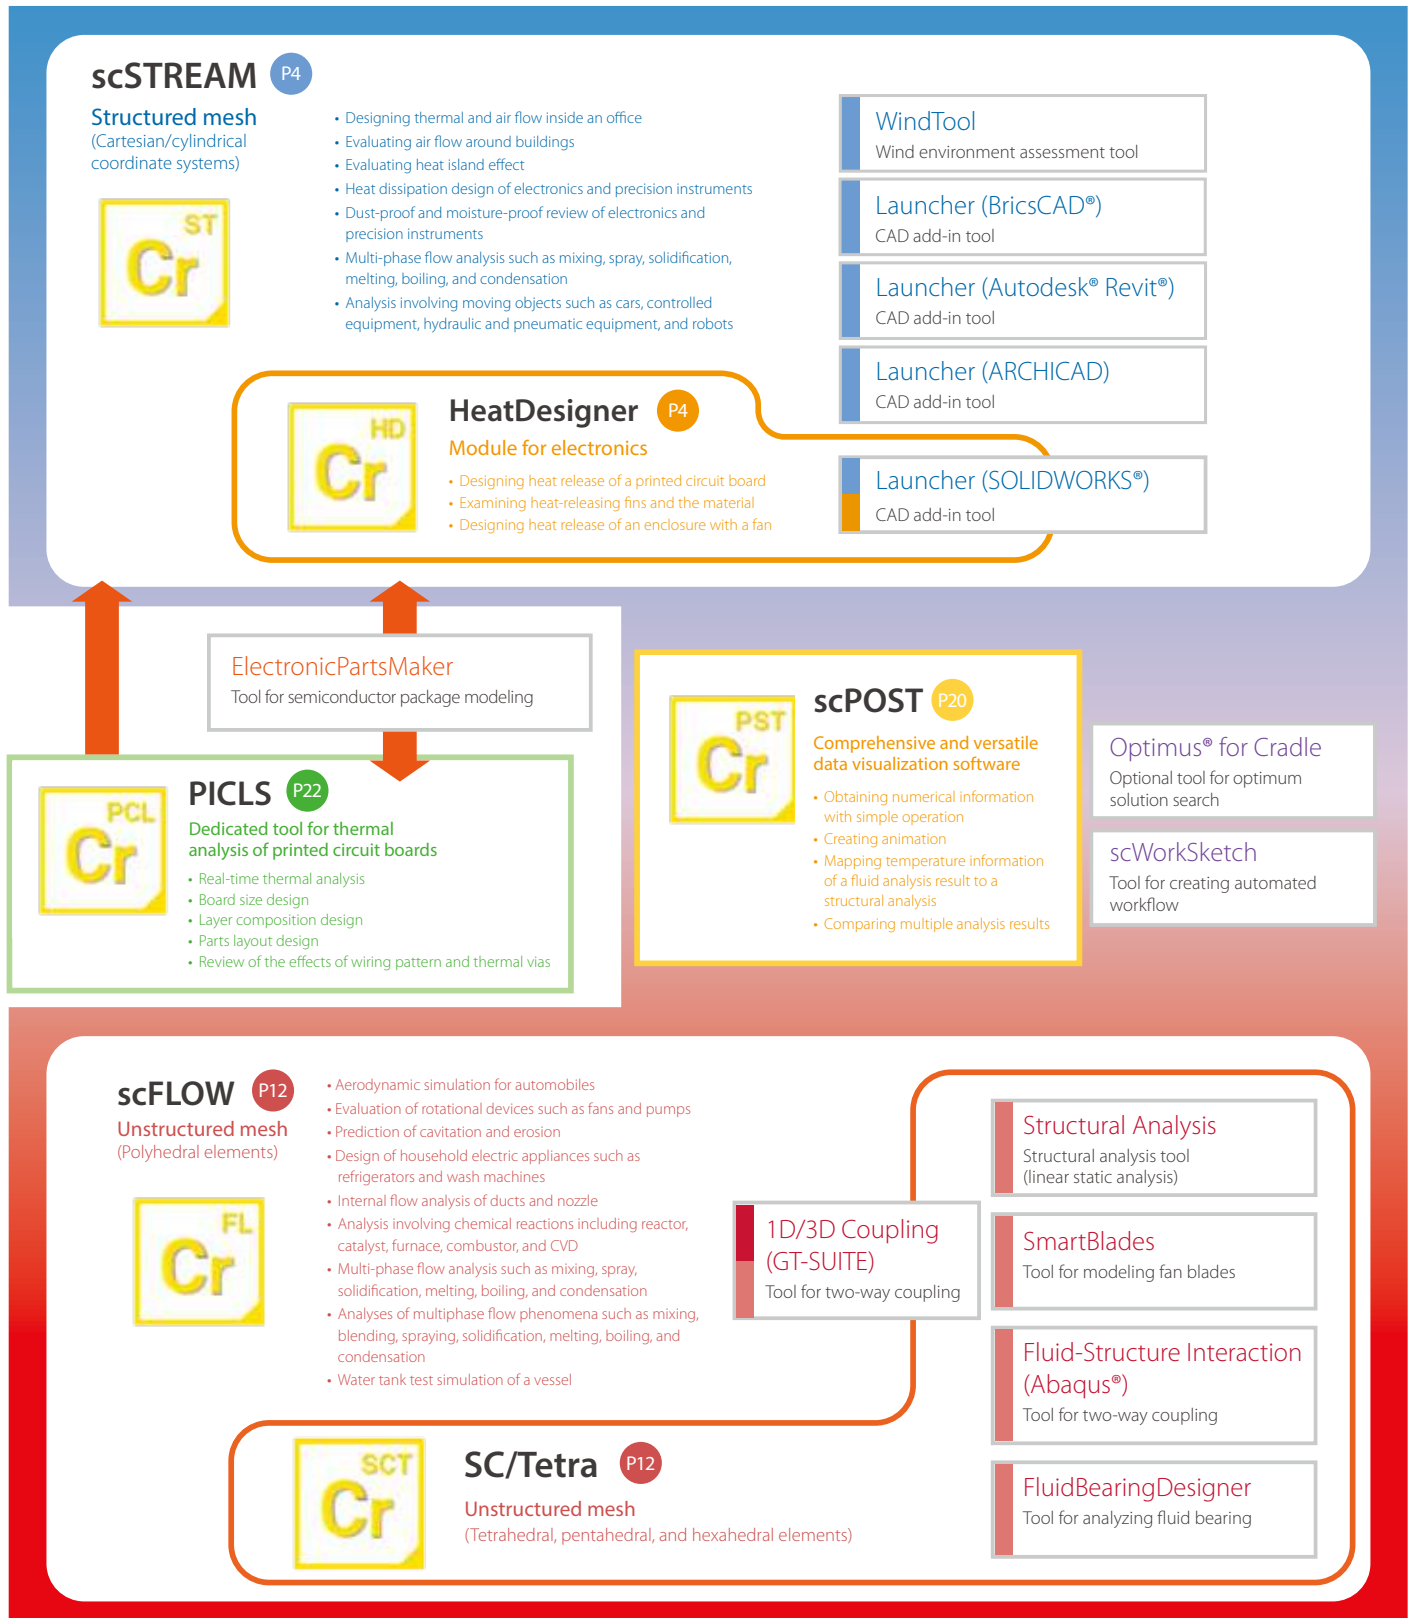 scSTREAM P4
Structured mesh
(Cartesian/cylindrical
coordinate systems)
ST
Cr
• Designing thermal and air flow inside an office
• Evaluating air flow around buildings
• Evaluating heat island effect
• Heat dissipation design of electronics and precision instruments
• Dust-proof and moisture-proof review of electronics and
precision instruments
• Multi-phase flow analysis such as mixing, spray, solidification,
melting, boiling, and condensation
• Analysis involving moving objects such as cars, controlled
equipment, hydraulic and pneumatic equipment, and robots
WindTool
Wind environment assessment tool
Launcher (BricsCAD®)
CAD add-in tool
Launcher (Autodesk® Revit®)
CAD add-in tool
Launcher (ARCHICAD)
CAD add-in tool
HD
Cr
HeatDesigner P4
Module for electronics
• Designing heat release of a printed circuit board
• Examining heat-releasing fins and the material
• Designing heat release of an enclosure with a fan
Launcher (SOLIDWORKS®)
CAD add-in tool
ElectronicPartsMaker
Tool for semiconductor package modeling
PCL
Cr
PICLS P22
Dedicated tool for thermal
analysis of printed circuit boards
• Real-time thermal analysis
• Board size design
• Layer composition design
• Parts layout design
• Review of the effects of wiring pattern and thermal vias
PST
Cr
scPOST P20
Comprehensive and versatile
data visualization software
• Obtaining numerical information
with simple operation
• Creating animation
• Mapping temperature information
of a fluid analysis result to a
structural analysis
• Comparing multiple analysis results
Optimus® for Cradle
Optional tool for optimum
solution search
scWorkSketch
Tool for creating automated
workflow
scFLOW P12
Unstructured mesh
(Polyhedral elements)
FL
Cr
• Aerodynamic simulation for automobiles
• Evaluation of rotational devices such as fans and pumps
• Prediction of cavitation and erosion
• Design of household electric appliances such as
refrigerators and wash machines
• Internal flow analysis of ducts and nozzle
• Analysis involving chemical reactions including reactor,
catalyst, furnace, combustor, and CVD
• Multi-phase flow analysis such as mixing, spray,
solidification, melting, boiling, and condensation
• Analyses of multiphase flow phenomena such as mixing,
blending, spraying, solidification, melting, boiling, and
condensation
• Water tank test simulation of a vessel
1D/3D Coupling
(GT-SUITE)
Tool for two-way coupling
Structural Analysis
Structural analysis tool
(linear static analysis)
SmartBlades
Tool for modeling fan blades
Fluid-Structure Interaction
(Abaqus®)
Tool for two-way coupling
FluidBearingDesigner
Tool for analyzing fluid bearing
SCT
Cr
SC/Tetra P12
Unstructured mesh
(Tetrahedral, pentahedral, and hexahedral elements)